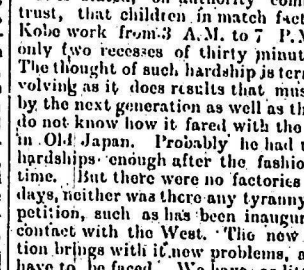 trust, that children in match fact
Kobe work from 3 A.M. to 7 P.M
only two recesses of thirty minut
The thought of such hardship is ter
volving as it does results that mus
by the next generation as well as th
do not know how it fared with the
in Old Japan. Probably he had t
hardships enough after the fashio
time. But there were no factories
days, neither was there any tyranny
petition, such as has been inaugur
contact with the West. The new
tion brings with it new problems,
have to be faced.